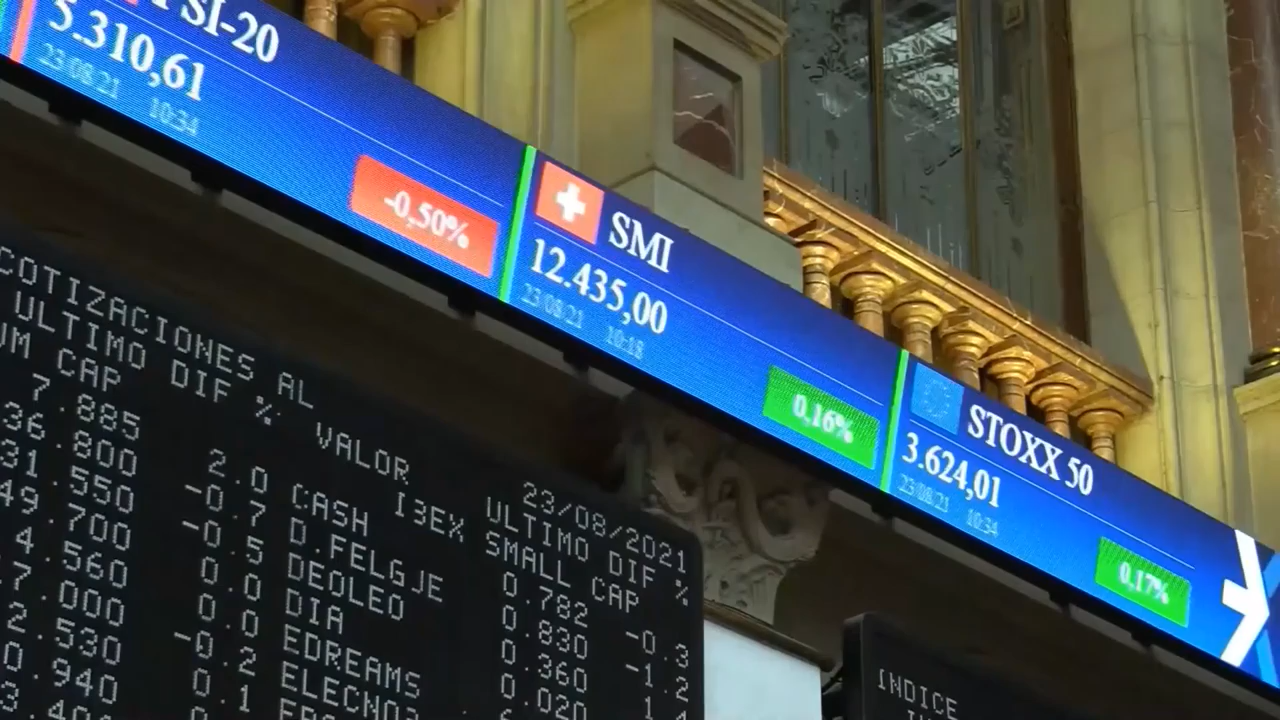 PSI-20
5.310,61
23.08.21 10:34
-0,50%
SMI
12.435,00
23.08.21 10:18
0,16%
STOXX 50
3.624,01
23.08.21 10:34
0,17%
COTIZACIONES AL VALOR 23/08/2021
ULTIMO DIF % I3EX ULTIMO DIF %
UM CAP SMALL CAP
7.885 2.0 CASH 0.782 -0.3
36.800 -0.7 D.FELGJE 0.830 -1.2
31.550 -0.5 DEOLEO 0.360
49.700 0.0 DIA 0.020
4.560 0.0 EDREAMS
7.000 -0.2 ELECNO3
2.530 0.1
0.940
INDICE